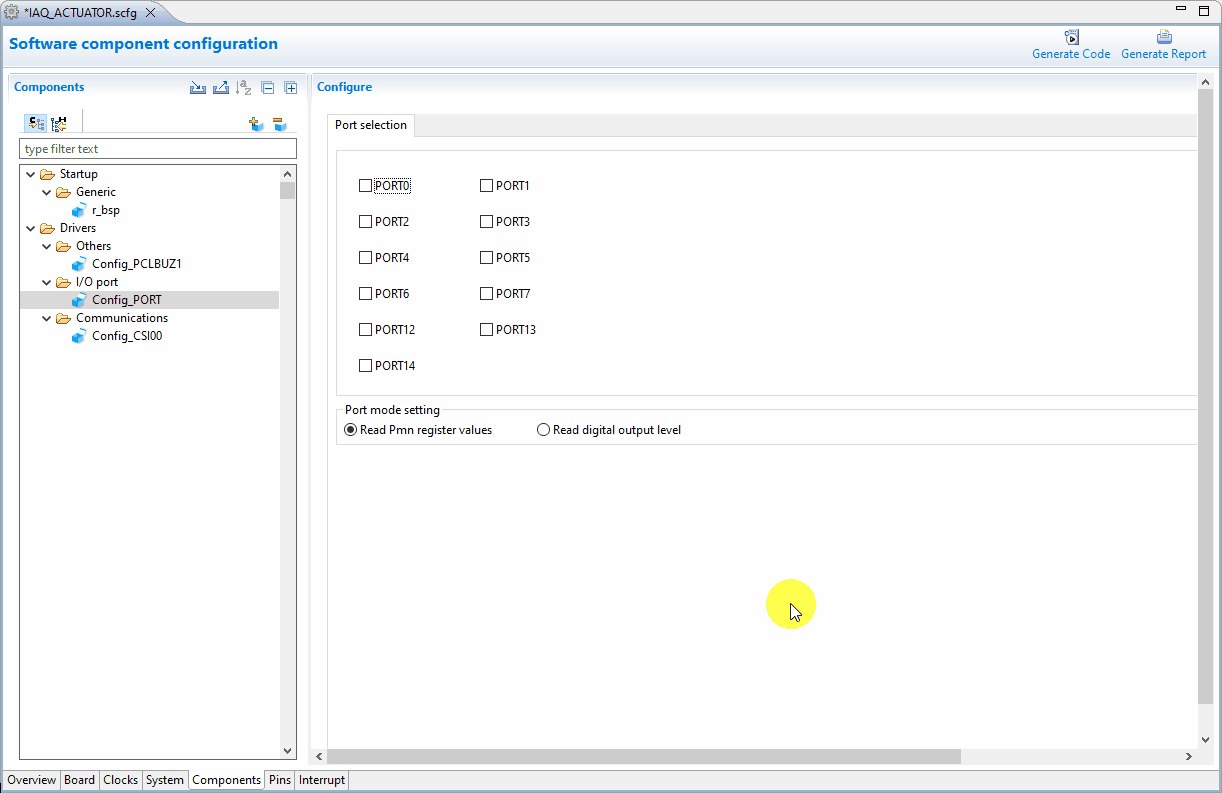 *IAQ_ACTUATOR.scfg
Software component configuration
Generate Code Generate Report
Components
Configure
type filter text
Startup
Generic
r_bsp
Drivers
Others
Config_PCLBUZ1
I/O port
Config_PORT
Communications
Config_CSI00
Port selection
PORT0 PORT1
PORT2 PORT3
PORT4 PORT5
PORT6 PORT7
PORT12 PORT13
PORT14
Port mode setting
Read Pmn register values Read digital output level
Overview Board Clocks System Components Pins Interrupt